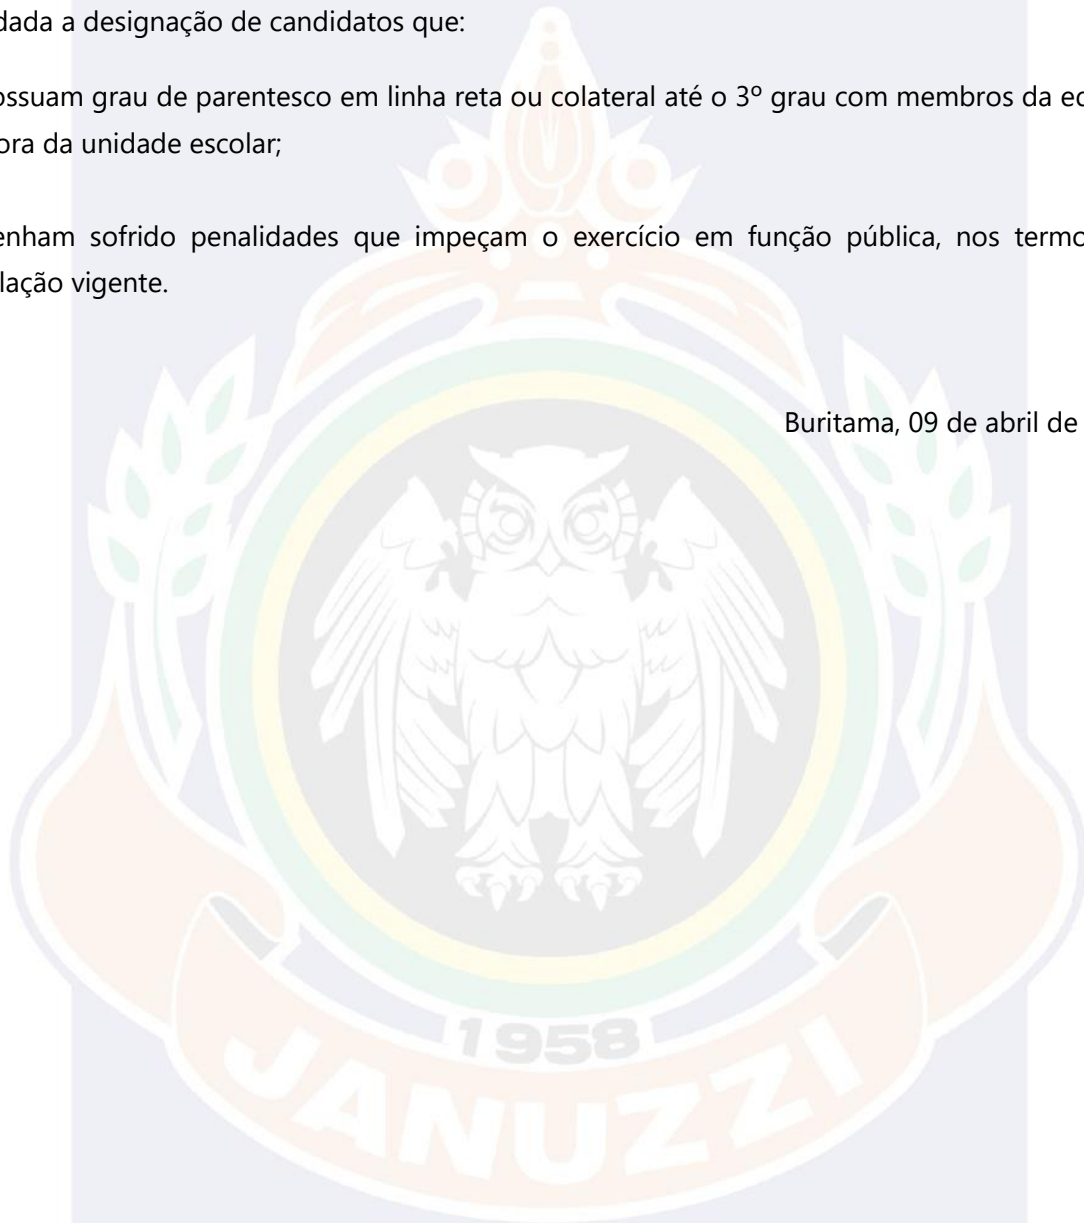 dada a designação de candidatos que:
ossuam grau de parentesco em linha reta ou colateral até o 3º grau com membros da
ora da unidade escolar;
enham sofrido penalidades que impeçam o exercício em função pública, nos termo
lação vigente.
Buritama, 09 de abril de
1958
JANUZZI